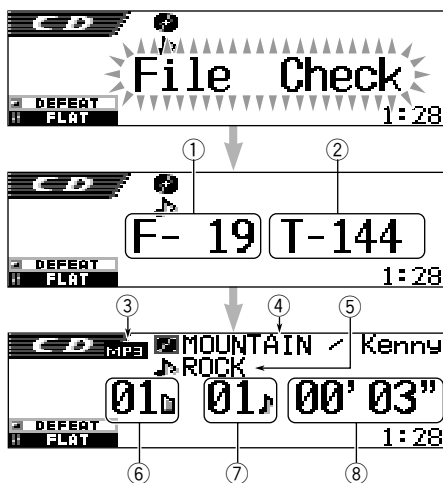 CD
File Check
DEFEAT
FLAT
1:28
① ②
CD
F- 19 T-144
DEFEAT
FLAT
1:28
③ ④ ⑤
CD MP3 MOUNTAIN / Kenny
ROCK
01 01 00' 03"
DEFEAT
FLAT
1:28
⑥ ⑦ ⑧